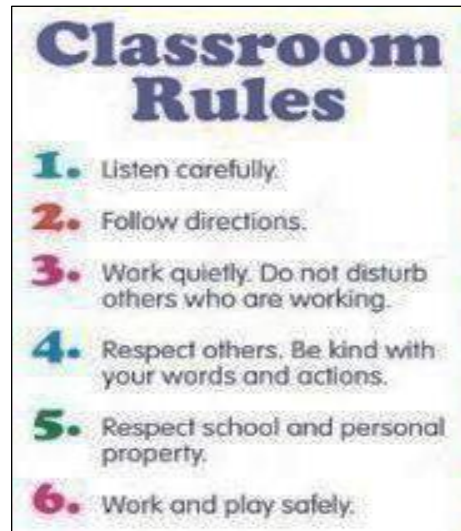 Classroom
Rules
1. Listen carefully.
2. Follow directions.
3. Work quietly. Do not disturb
others who are working.
4. Respect others. Be kind with
your words and actions.
5. Respect school and personal
property.
6. Work and play safely.